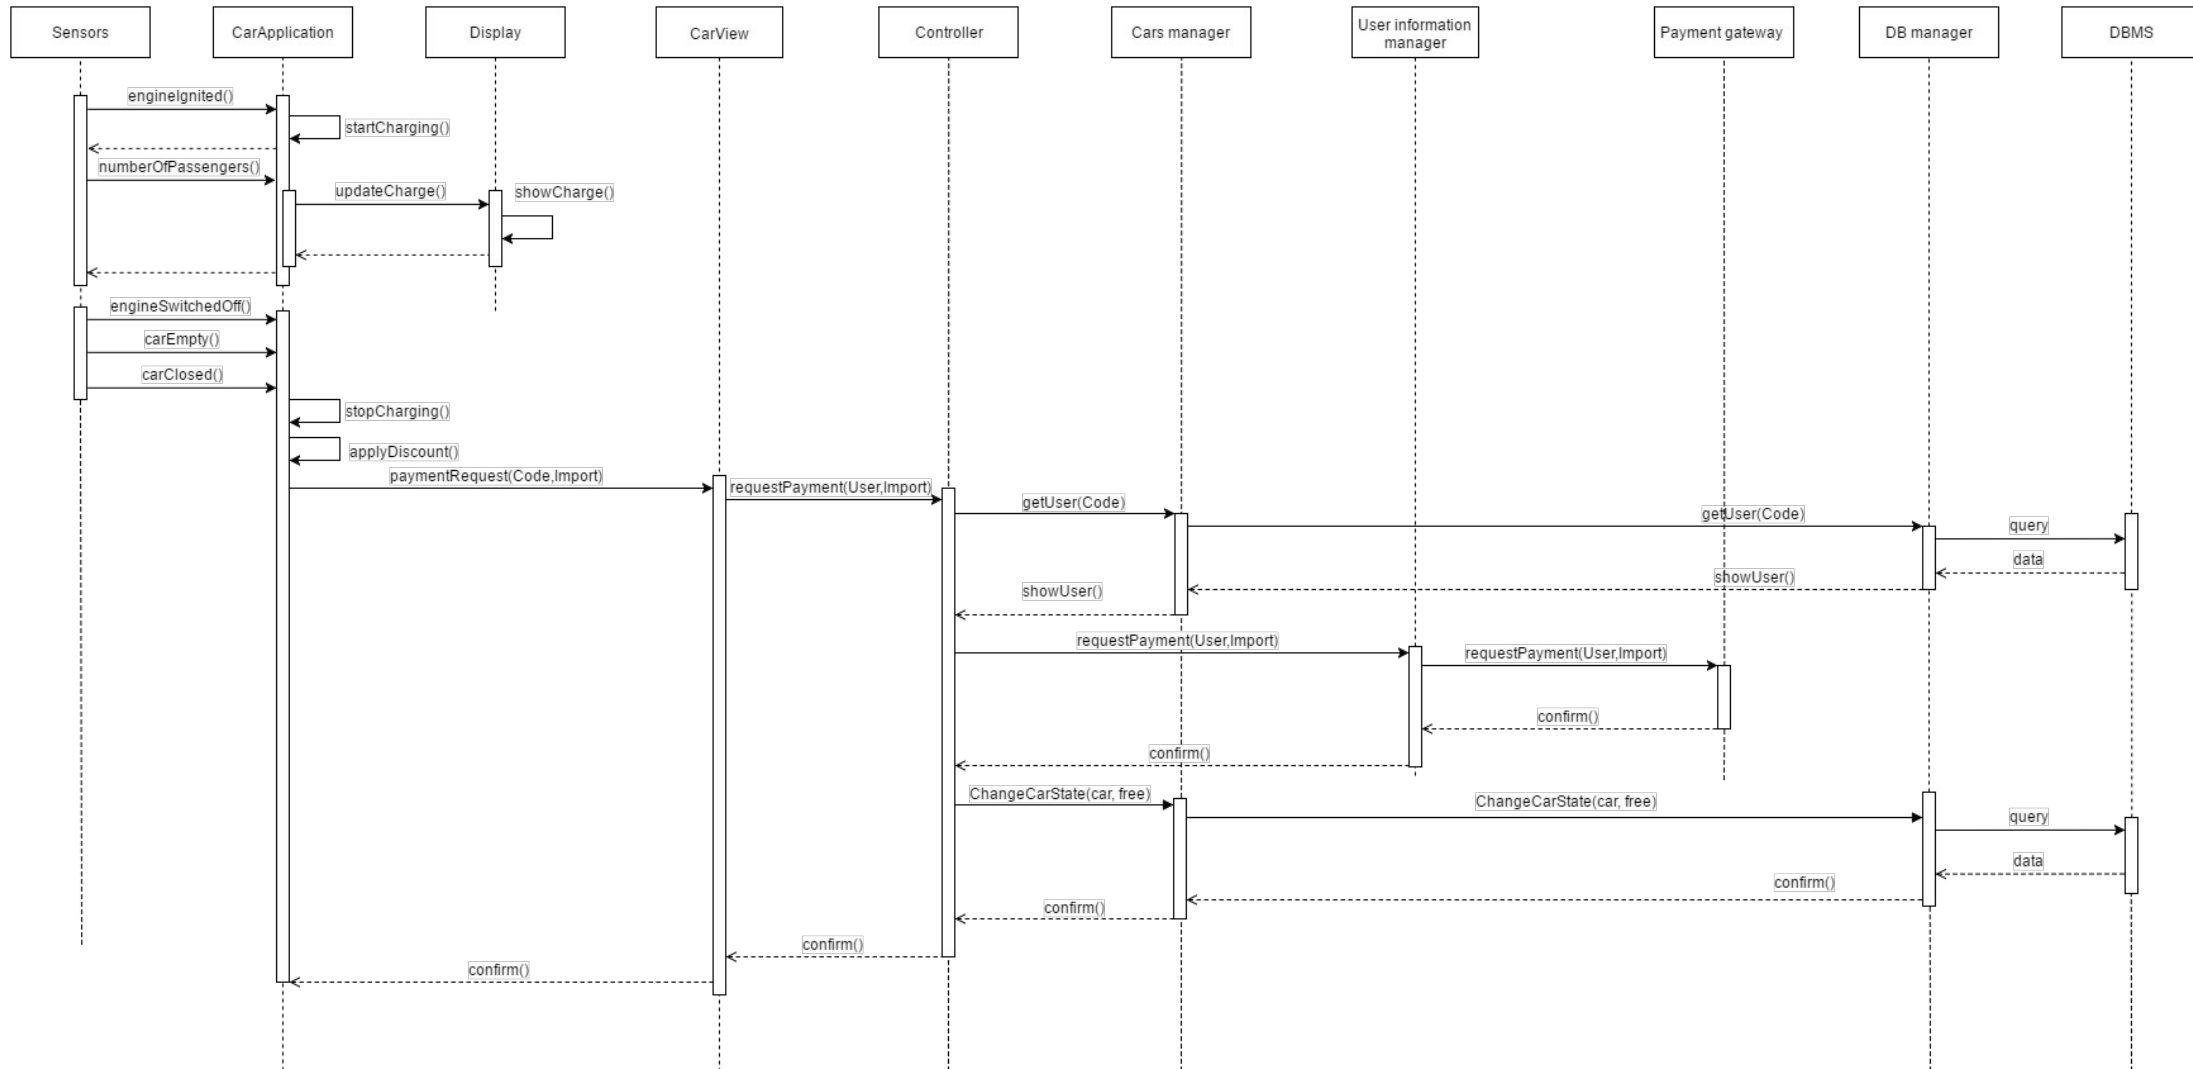 Sensors
CarApplication
Display
CarView
Controller
Cars manager
User information
manager
Payment gateway
DB manager
DBMS
engineIgnited()
startCharging()
numberOfPassengers()
updateCharge()
showCharge()
engineSwitchedOff()
carEmpty()
carClosed()
stopCharging()
applyDiscount()
paymentRequest(Code,Import)
requestPayment(User,Import)
getUser(Code)
getUser(Code)
query
data
showUser()
showUser()
requestPayment(User,Import)
requestPayment(User,Import)
confirm()
confirm()
ChangeCarState(car, free)
ChangeCarState(car, free)
query
data
confirm()
confirm()
confirm()
confirm()